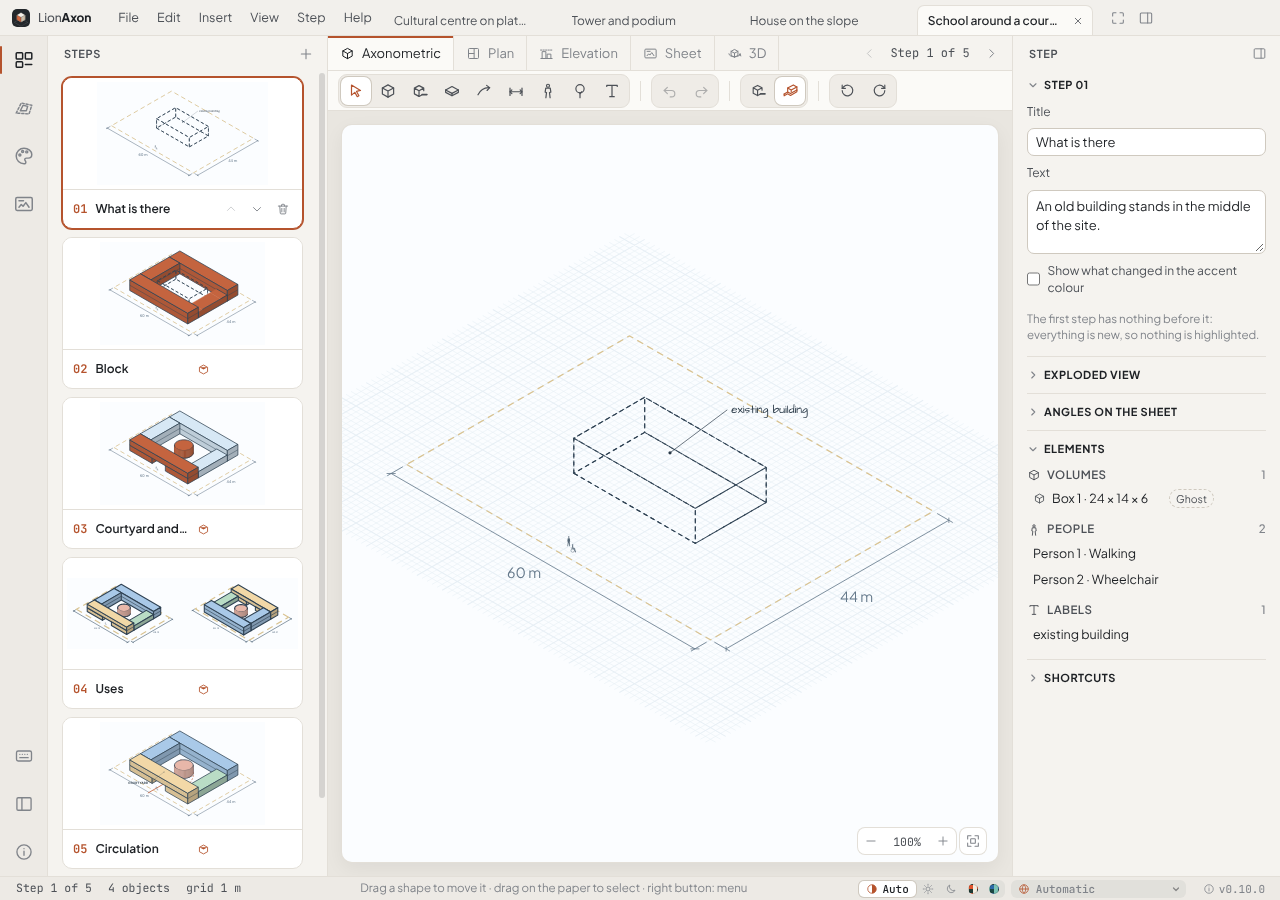 LionAxon
File Edit Insert View Step Help
Cultural centre on plat…
Tower and podium
House on the slope
School around a cour…
STEPS
01 What is there
02 Block
03 Courtyard and…
04 Uses
05 Circulation
Axonometric
Plan
Elevation
Sheet
3D
Step 1 of 5
existing building
60 m
44 m
100%
STEP
STEP 01
Title
What is there
Text
An old building stands in the middle
of the site.
Show what changed in the accent
colour
The first step has nothing before it:
everything is new, so nothing is highlighted.
EXPLODED VIEW
ANGLES ON THE SHEET
ELEMENTS
VOLUMES 1
Box 1 · 24 × 14 × 6 Ghost
PEOPLE 2
Person 1 · Walking
Person 2 · Wheelchair
LABELS 1
existing building
SHORTCUTS
Step 1 of 5 4 objects grid 1 m
Drag a shape to move it · drag on the paper to select · right button: menu
Auto
Automatic
v0.10.0